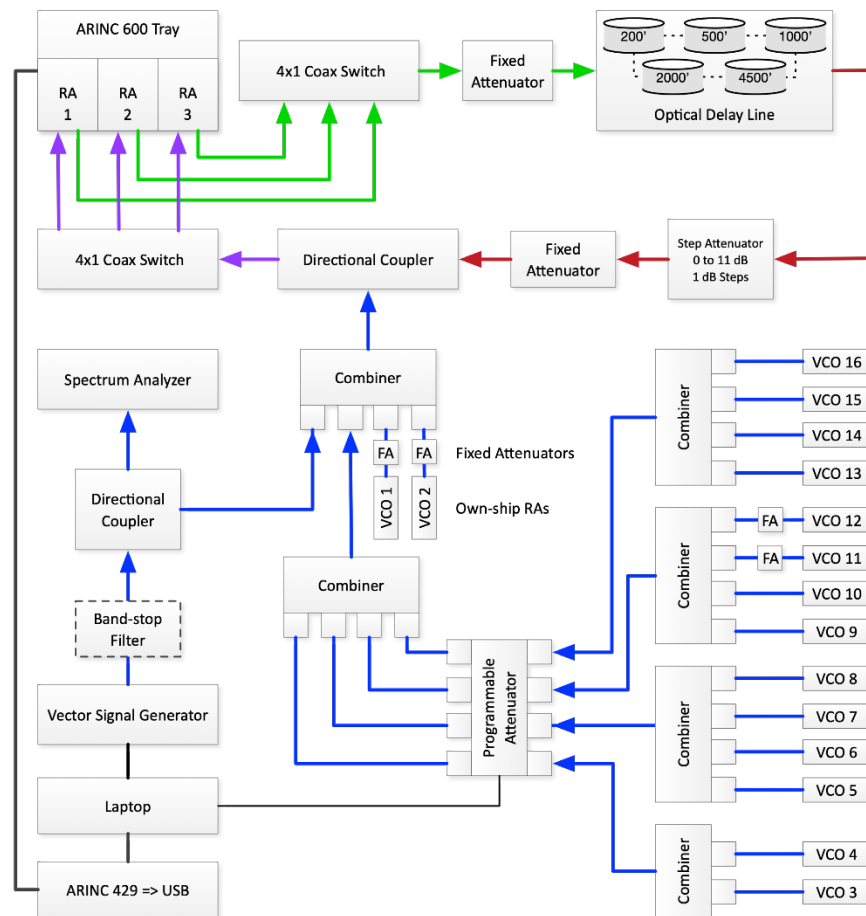 ARINC 600 Tray
RA
1
RA
2
RA
3
4x1 Coax Switch
Fixed
Attenuator
200'
500'
1000'
2000'
4500'
Optical Delay Line
4x1 Coax Switch
Directional Coupler
Fixed
Attenuator
Step Attenuator
0 to 11 dB
1 dB Steps
Spectrum Analyzer
Combiner
FA
FA
Fixed Attenuators
VCO 1
VCO 2
Own-ship RAs
Directional
Coupler
Combiner
Band-stop
Filter
Vector Signal Generator
Programmable
Attenuator
Laptop
ARINC 429 => USB
Combiner
VCO 16
VCO 15
VCO 14
VCO 13
Combiner
FA
VCO 12
FA
VCO 11
VCO 10
VCO 9
Combiner
VCO 8
VCO 7
VCO 6
VCO 5
Combiner
VCO 4
VCO 3